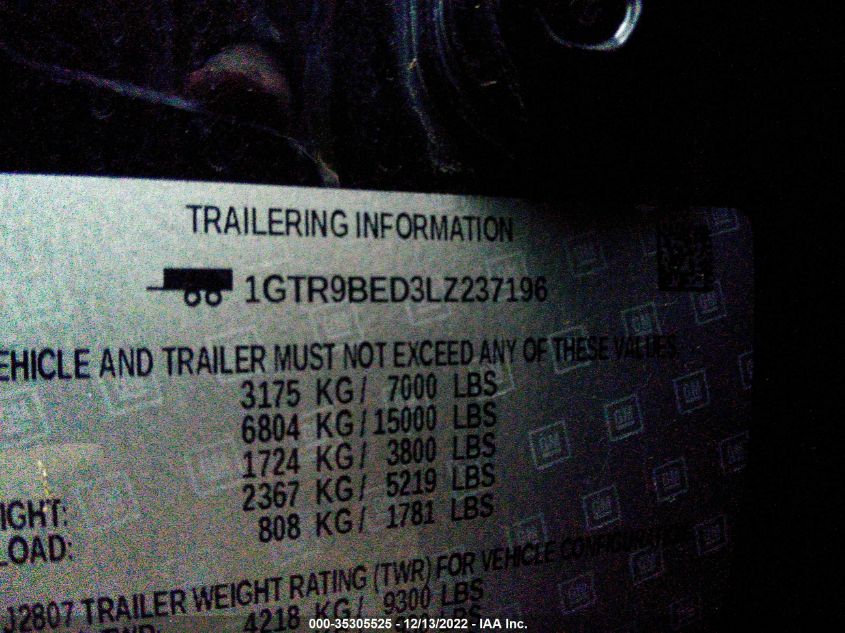 TRAILERING INFORMATION
1GTR9BED3LZ237196
EHICLE AND TRAILER MUST NOT EXCEED ANY OF THESE VALUES.
3175 KG/ 7000 LBS
6804 KG/15000 LBS
1724 KG/ 3800 LBS
IGHT: 2367 KG/ 5219 LBS
LOAD: 808 KG/ 1781 LBS
J2807 TRAILER WEIGHT RATING (TWR) FOR VEHICLE CONFIGURATION
4218 KG/ 9300 LBS
000-35305525 - 12/13/2022 - IAA Inc.